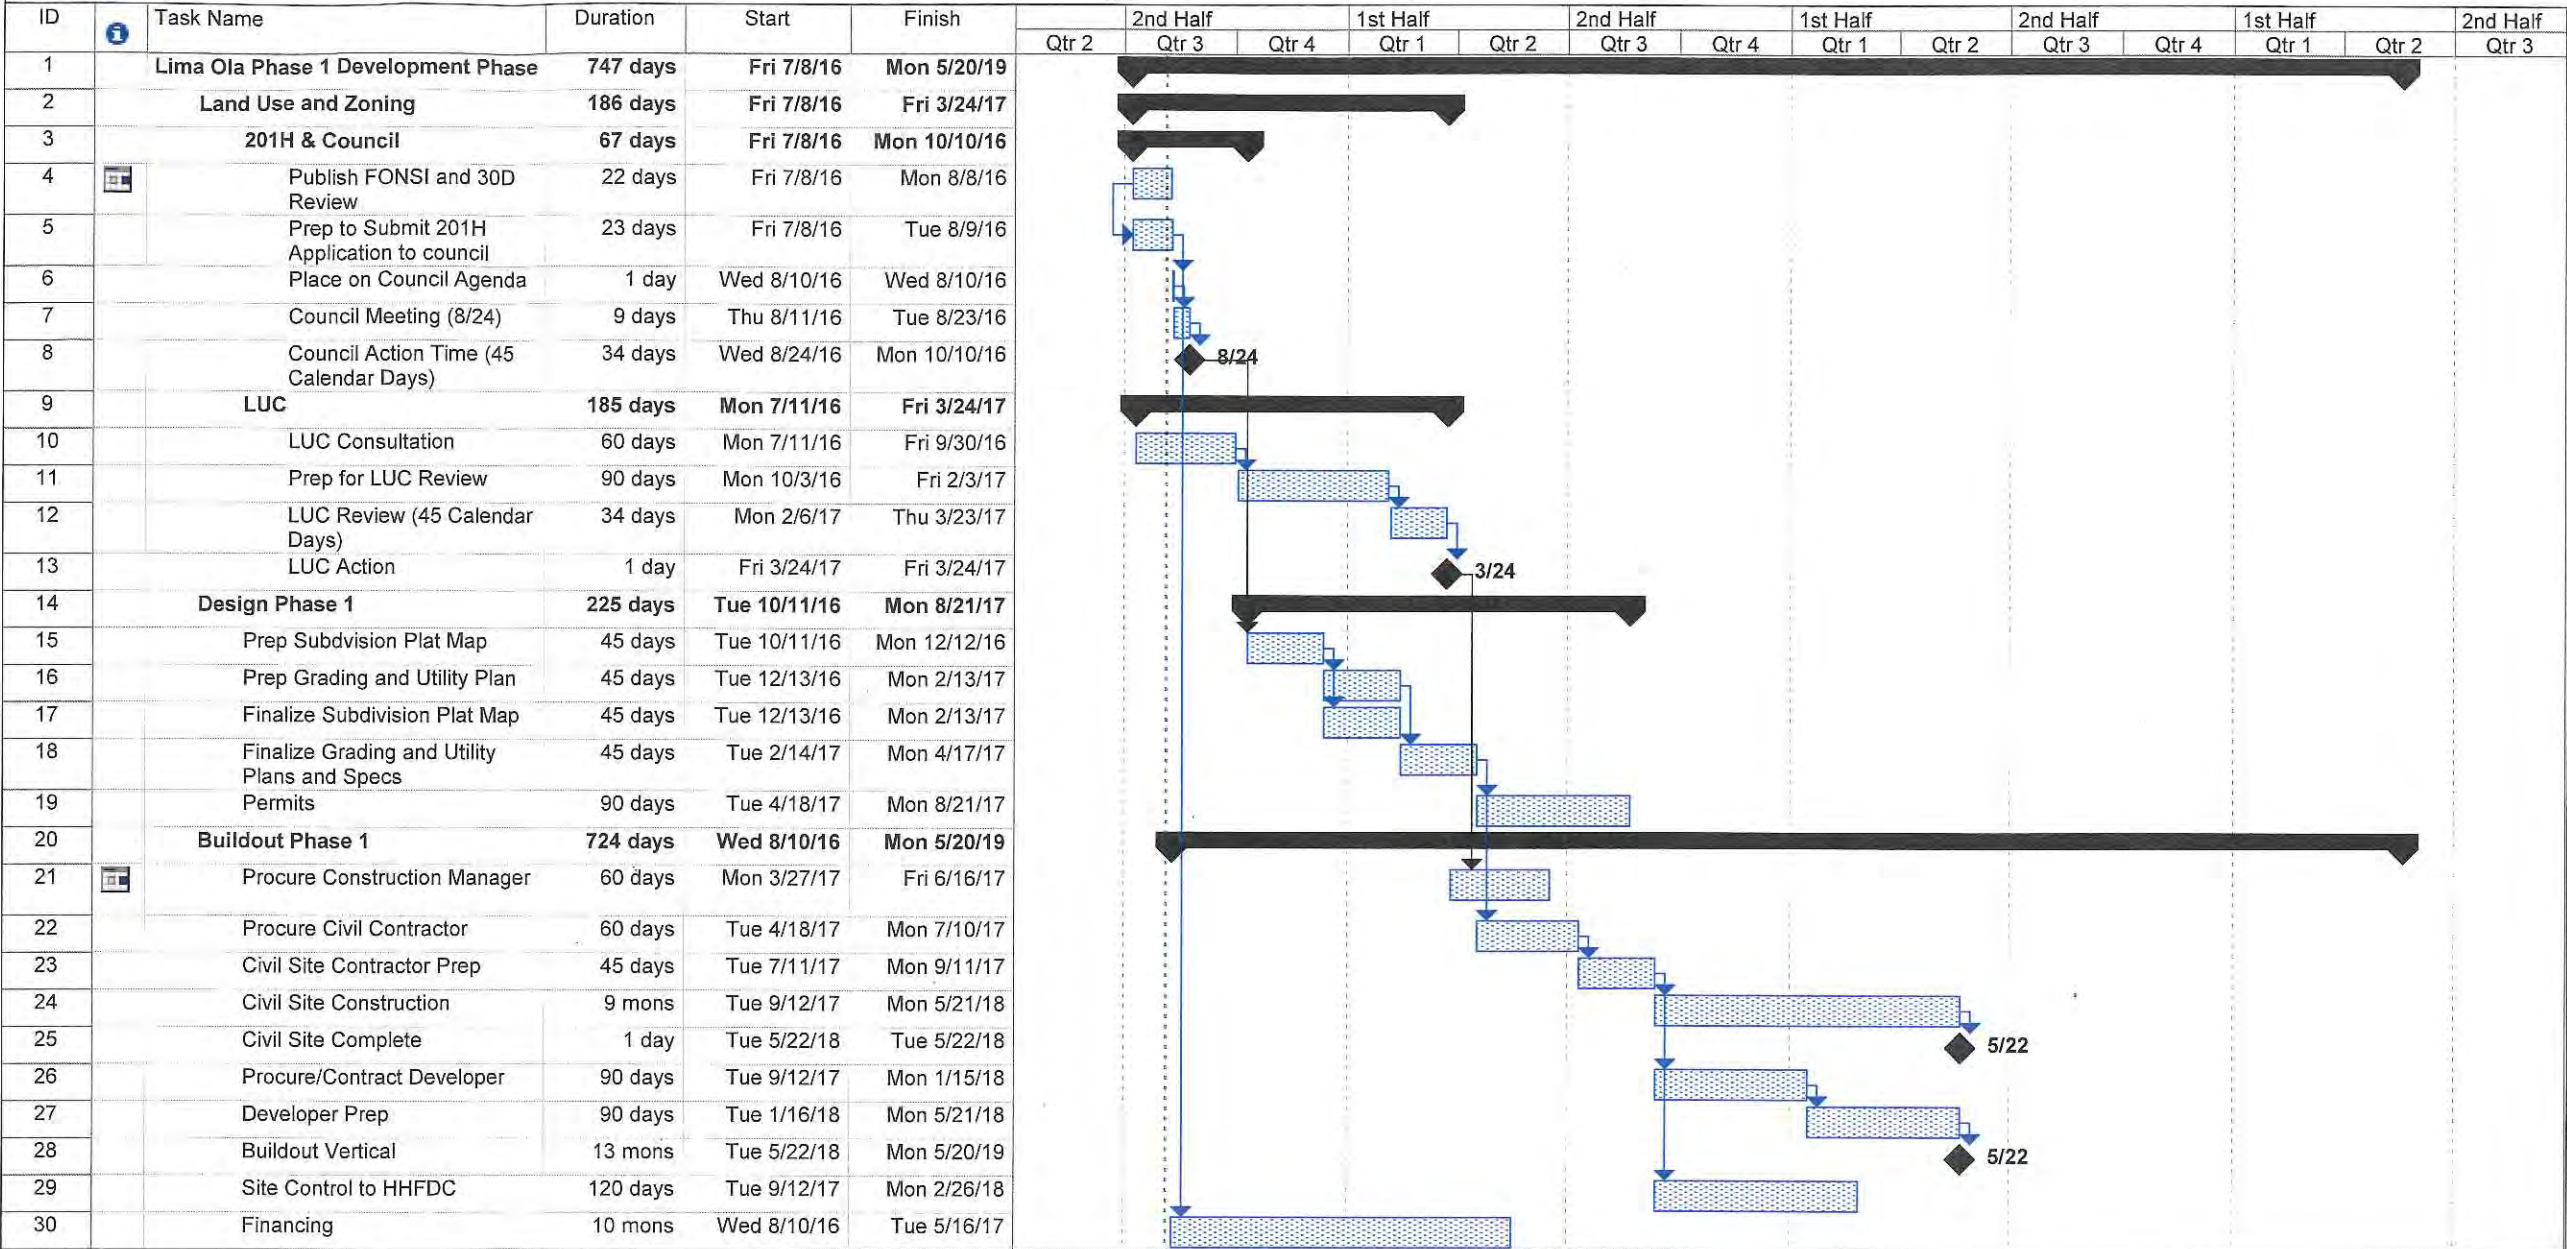 ID Task Name Duration Start Finish 2nd Half 1st Half 2nd Half 1st Half 2nd Half 1st Half 2nd Half
Qtr 2 Qtr 3 Qtr 4 Qtr 1 Qtr 2 Qtr 3 Qtr 4 Qtr 1 Qtr 2 Qtr 3 Qtr 4 Qtr 1 Qtr 2 Qtr 3
1 Lima Ola Phase 1 Development Phase 747 days Fri 7/8/16 Mon 5/20/19
2 Land Use and Zoning 186 days Fri 7/8/16 Fri 3/24/17
3 201H & Council 67 days Fri 7/8/16 Mon 10/10/16
4 Publish FONSI and 30D 22 days Fri 7/8/16 Mon 8/8/16
Review
5 Prep to Submit 201H 23 days Fri 7/8/16 Tue 8/9/16
Application to council
6 Place on Council Agenda 1 day Wed 8/10/16 Wed 8/10/16
7 Council Meeting (8/24) 9 days Thu 8/11/16 Tue 8/23/16
8 Council Action Time (45 34 days Wed 8/24/16 Mon 10/10/16 8/24
Calendar Days)
9 LUC 185 days Mon 7/11/16 Fri 3/24/17
10 LUC Consultation 60 days Mon 7/11/16 Fri 9/30/16
11 Prep for LUC Review 90 days Mon 10/3/16 Fri 2/3/17
12 LUC Review (45 Calendar 34 days Mon 2/6/17 Thu 3/23/17
Days)
13 LUC Action 1 day Fri 3/24/17 Fri 3/24/17 3/24
14 Design Phase 1 225 days Tue 10/11/16 Mon 8/21/17
15 Prep Subdvision Plat Map 45 days Tue 10/11/16 Mon 12/12/16
16 Prep Grading and Utility Plan 45 days Tue 12/13/16 Mon 2/13/17
17 Finalize Subdivision Plat Map 45 days Tue 12/13/16 Mon 2/13/17
18 Finalize Grading and Utility 45 days Tue 2/14/17 Mon 4/17/17
Plans and Specs
19 Permits 90 days Tue 4/18/17 Mon 8/21/17
20 Buildout Phase 1 724 days Wed 8/10/16 Mon 5/20/19
21 Procure Construction Manager 60 days Mon 3/27/17 Fri 6/16/17
22 Procure Civil Contractor 60 days Tue 4/18/17 Mon 7/10/17
23 Civil Site Contractor Prep 45 days Tue 7/11/17 Mon 9/11/17
24 Civil Site Construction 9 mons Tue 9/12/17 Mon 5/21/18
25 Civil Site Complete 1 day Tue 5/22/18 Tue 5/22/18 5/22
26 Procure/Contract Developer 90 days Tue 9/12/17 Mon 1/15/18
27 Developer Prep 90 days Tue 1/16/18 Mon 5/21/18
28 Buildout Vertical 13 mons Tue 5/22/18 Mon 5/20/19 5/22
29 Site Control to HHFDC 120 days Tue 9/12/17 Mon 2/26/18
30 Financing 10 mons Wed 8/10/16 Tue 5/16/17